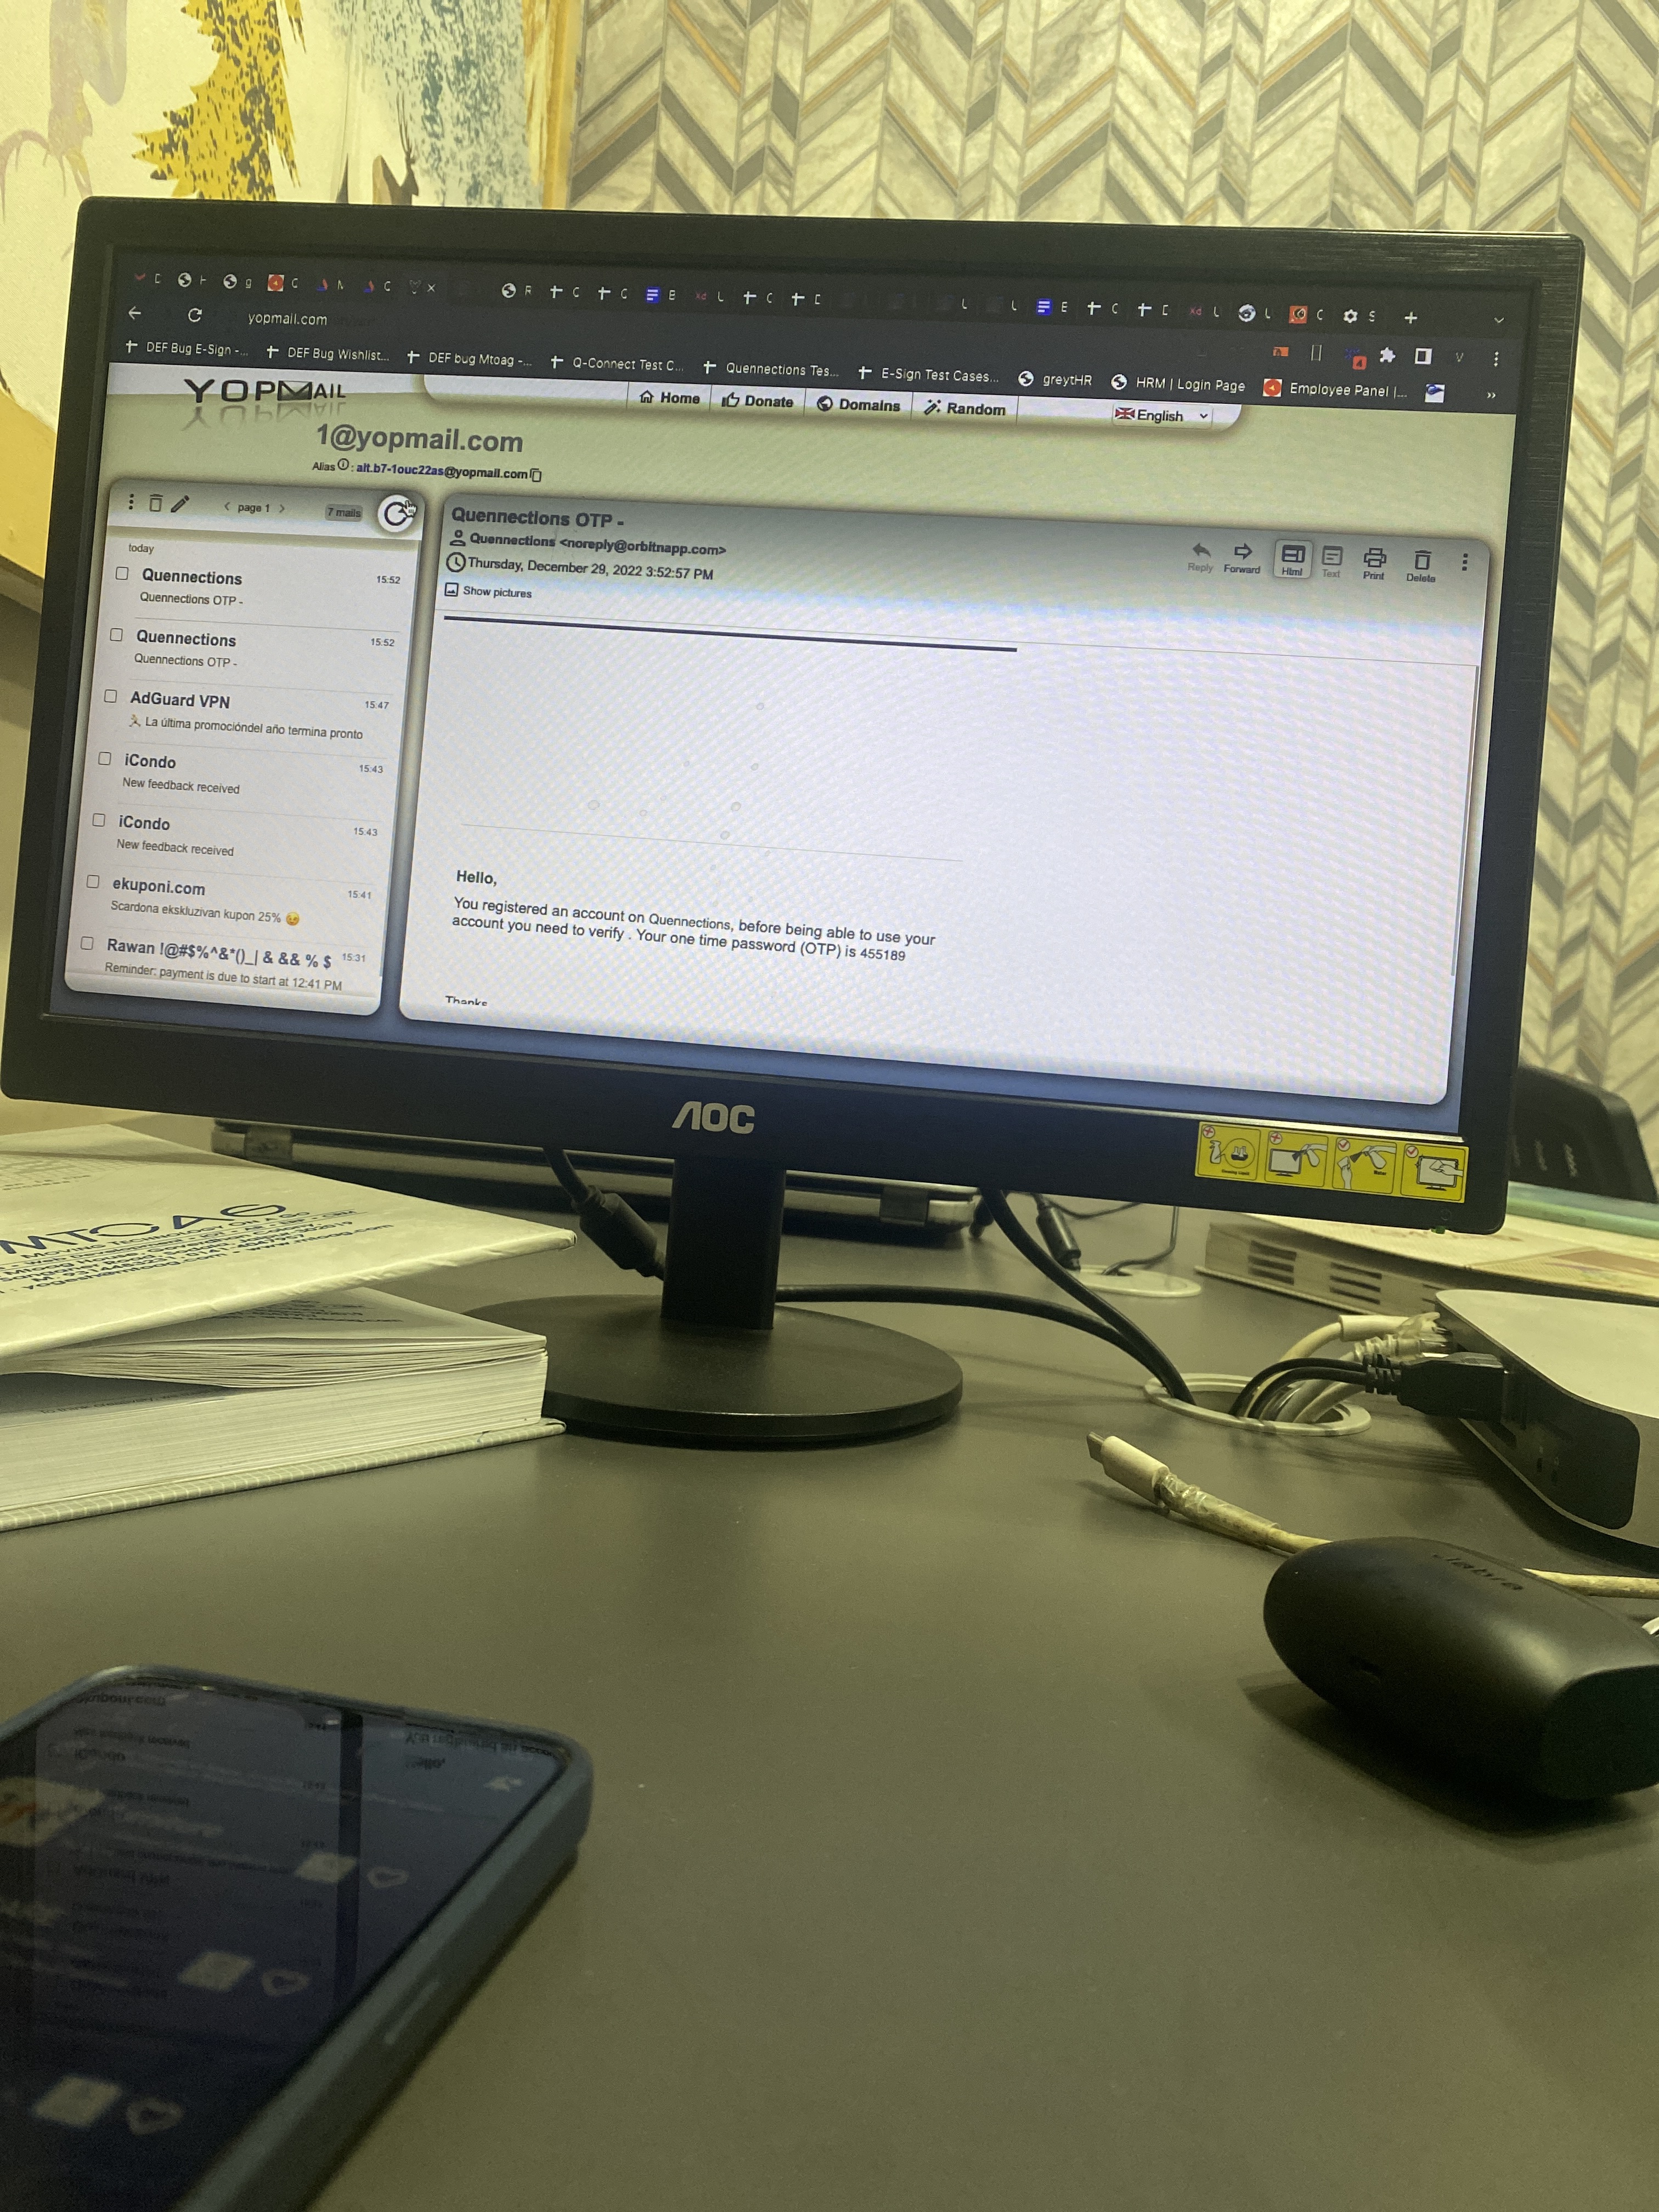 yopmail.com
DEF Bug E-Sign -...
DEF Bug Wishlist...
DEF bug Mtoag -...
Q-Connect Test C...
Quennections Tes...
E-Sign Test Cases...
greytHR
HRM | Login Page
Employee Panel |...
YOPMAIL
Home
Donate
Domains
Random
English
1@yopmail.com
Alias : alt.b7-1ouc22as@yopmail.com
page 1
7 mails
today
Quennections 15:52
Quennections OTP -
Quennections 15:52
Quennections OTP -
AdGuard VPN 15:47
La última promocióndel año termina pronto
iCondo 15:43
New feedback received
iCondo 15:43
New feedback received
ekuponi.com 15:41
Scardona ekskluzivan kupon 25% 😉
Rawan !@#$%^&*()_| & && % $ 15:31
Reminder: payment is due to start at 12:41 PM
Quennections OTP -
Quennections <noreply@orbitnapp.com>
Thursday, December 29, 2022 3:52:57 PM
Show pictures
Reply
Forward
Html
Text
Print
Delete
Hello,
You registered an account on Quennections, before being able to use your
account you need to verify . Your one time password (OTP) is 455189
Thanks
AOC
MTOAG
MOVING TECHNOLOGY ON A GO
Jabra